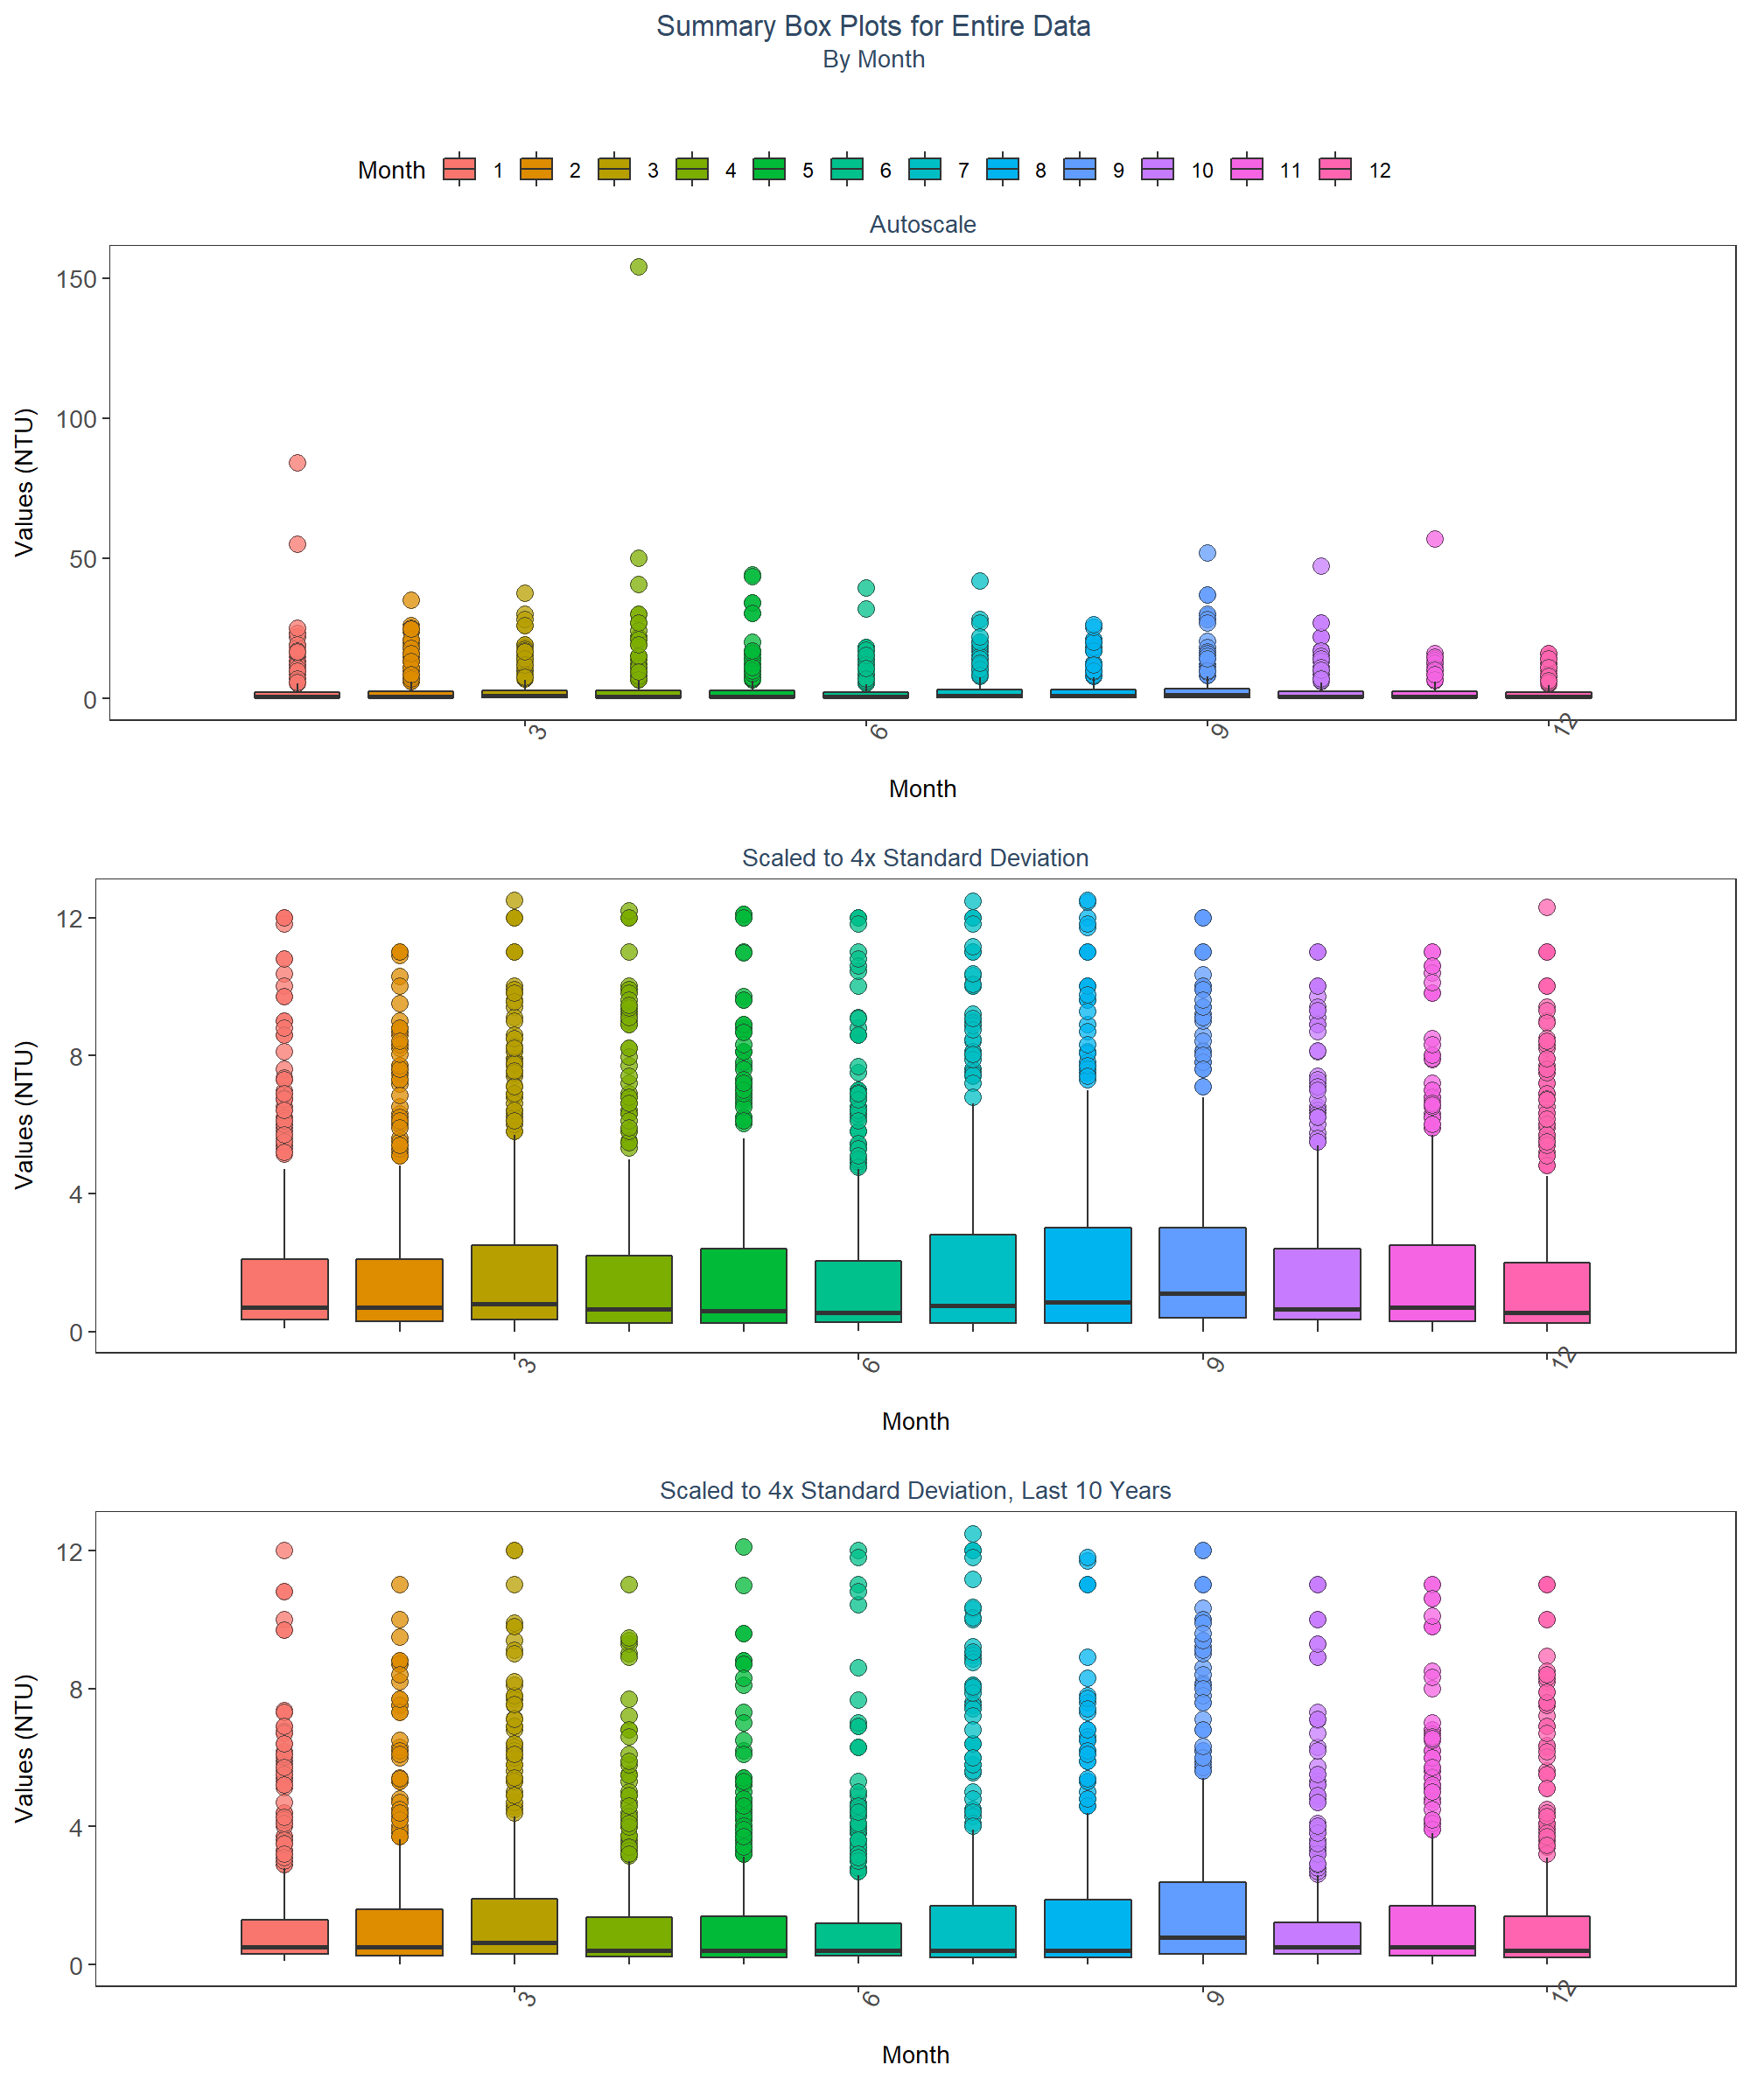 Summary Box Plots for Entire Data
By Month
Month 1 2 3 4 5 6 7 8 9 10 11 12
Autoscale
150
100
50
0
Values (NTU)
3 6 9 12
Month
Scaled to 4x Standard Deviation
12
8
4
0
Values (NTU)
3 6 9 12
Month
Scaled to 4x Standard Deviation, Last 10 Years
12
8
4
0
Values (NTU)
3 6 9 12
Month